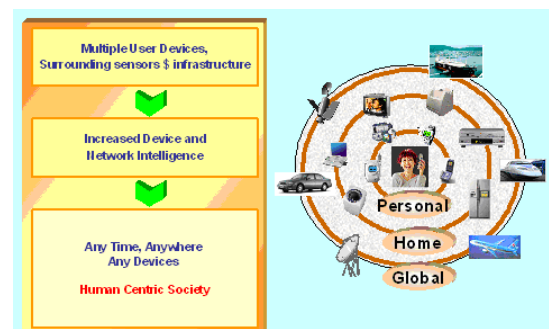 Multiple User Devices,
Surrounding sensors $ infrastructure
Increased Device and
Network Intelligence
Any Time, Anywhere
Any Devices
Human Centric Society
Personal
Home
Global